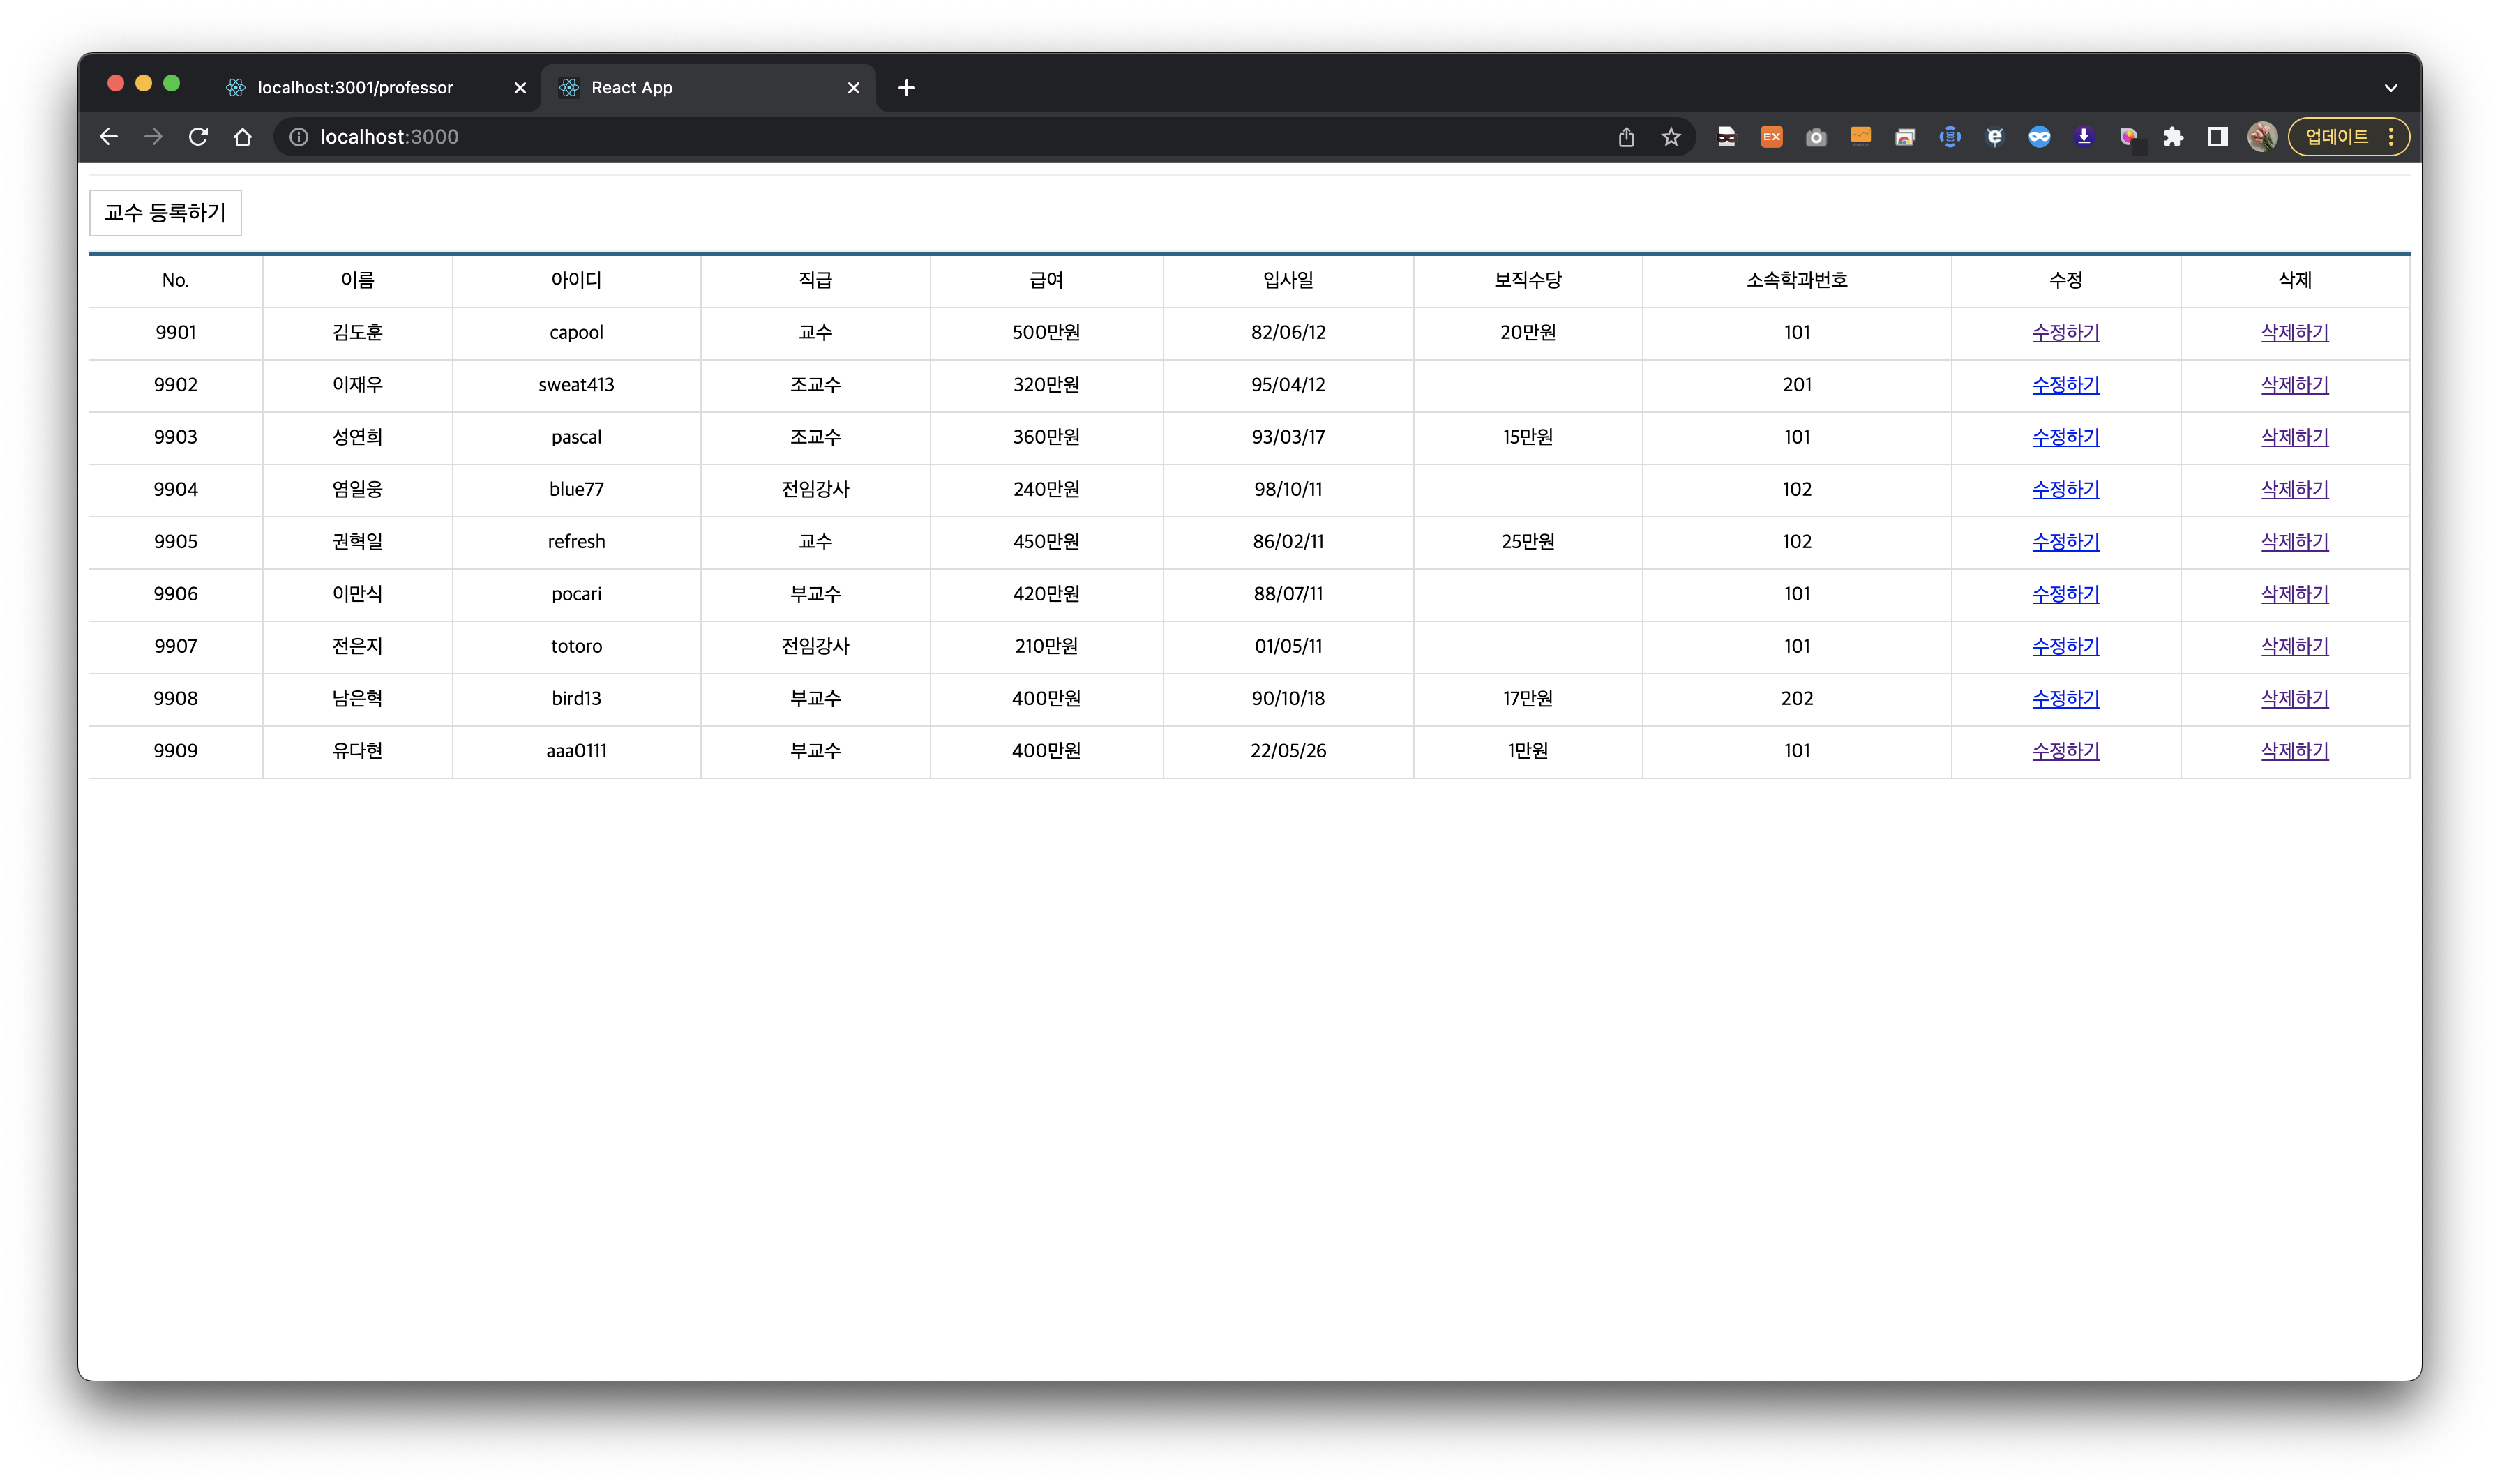 localhost:3001/professor React App
localhost:3000 EX 업데이트
교수 등록하기
No. 이름 아이디 직급 급여 입사일 보직수당 소속학과번호 수정 삭제
9901 김도훈 capool 교수 500만원 82/06/12 20만원 101 수정하기 삭제하기
9902 이재우 sweat413 조교수 320만원 95/04/12 201 수정하기 삭제하기
9903 성연희 pascal 조교수 360만원 93/03/17 15만원 101 수정하기 삭제하기
9904 염일웅 blue77 전임강사 240만원 98/10/11 102 수정하기 삭제하기
9905 권혁일 refresh 교수 450만원 86/02/11 25만원 102 수정하기 삭제하기
9906 이만식 pocari 부교수 420만원 88/07/11 101 수정하기 삭제하기
9907 전은지 totoro 전임강사 210만원 01/05/11 101 수정하기 삭제하기
9908 남은혁 bird13 부교수 400만원 90/10/18 17만원 202 수정하기 삭제하기
9909 유다현 aaa0111 부교수 400만원 22/05/26 1만원 101 수정하기 삭제하기